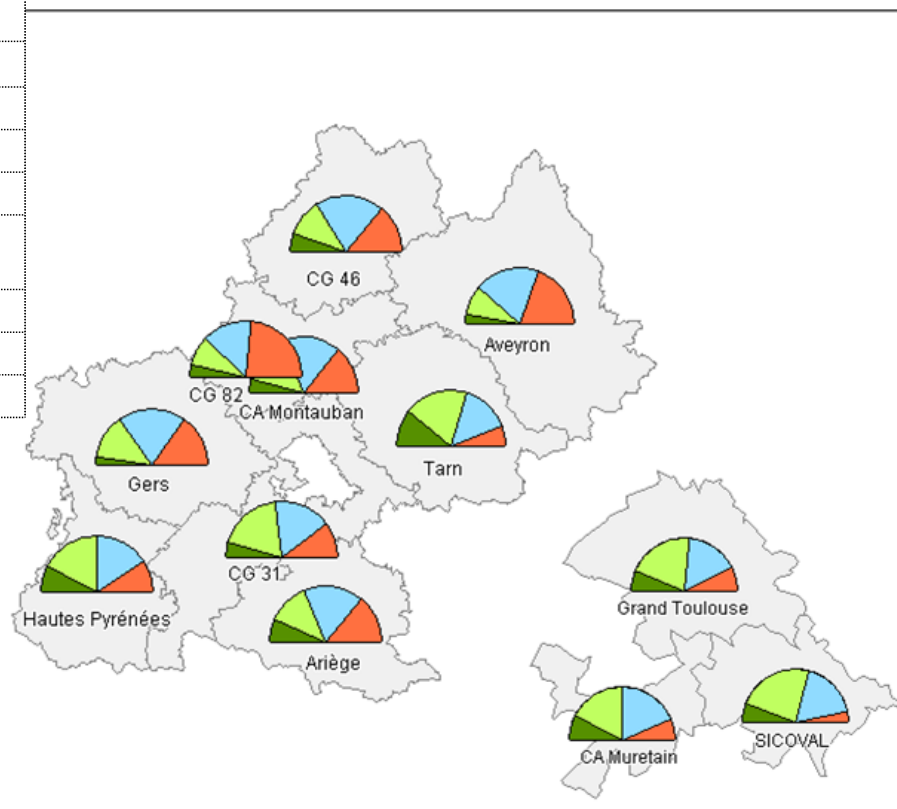 CG 46
Aveyron
CG 82
CA Montauban
Tarn
Gers
CG 31
Hautes Pyrénées
Grand Toulouse
Ariège
SICOVAL
CA Muretain